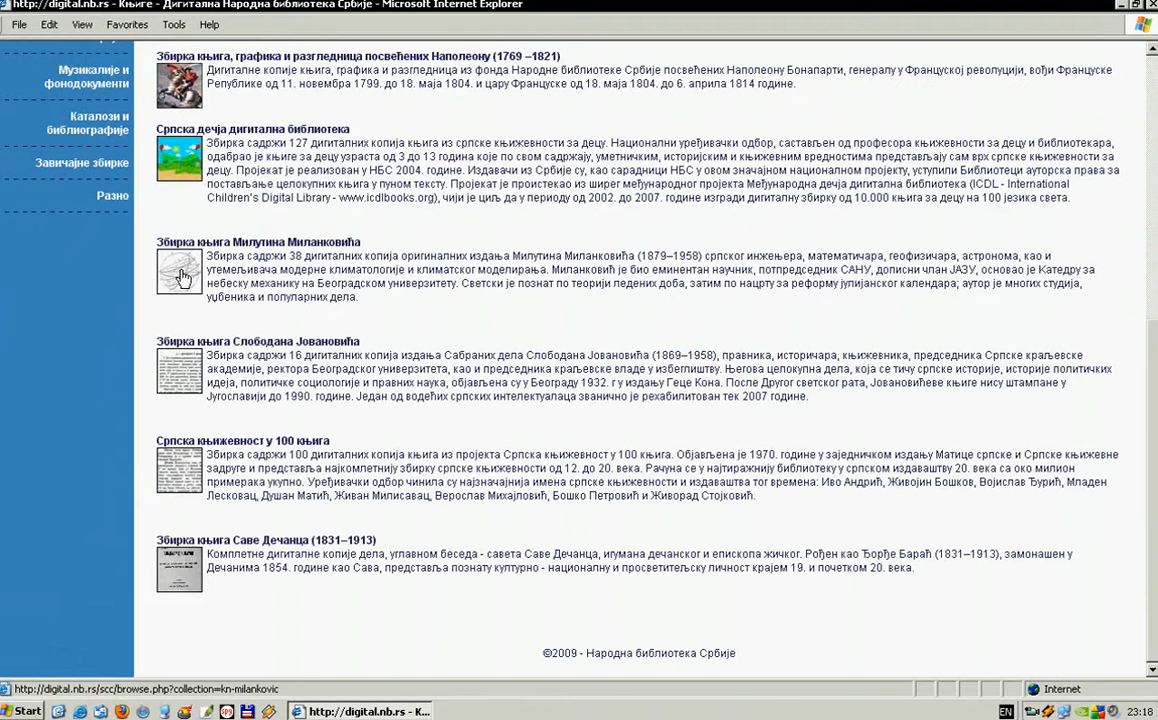 http://digital.nb.rs - Књиге - Дигитална Народна библиотека Србије - Microsoft Internet Explorer
File Edit View Favorites Tools Help
Музикалије и
фонодокументи
Каталози и
библиографије
Завичајне збирке
Разно
Збирка књига, графика и разгледница посвећених Наполеону (1769 –1821)
Дигиталне копије књига, графика и разгледница из фонда Народне библиотеке Србије посвећених Наполеону Бонапарти, генералу у Француској револуцији, вођи Француске
Републике од 11. новембра 1799. до 18. маја 1804. и цару Француске од 18. маја 1804. до 6. априла 1814 године.
Српска дечја дигитална библиотека
Збирка садржи 127 дигиталних копија књига из српске књижевности за децу. Национални уређивачки одбор, састављен од професора књижевности за децу и библиотекара,
одабрао је књиге за децу узраста од 3 до 13 година које по свом садржају, уметничким, историјским и књижевним вредностима представљају сам врх српске књижевности за
децу. Пројекат је реализован у НБС 2004. године. Издавачи из Србије су, као сарадници НБС у овом значајном националном пројекту, уступили Библиотеци ауторска права за
постављање целокупних књига у пуном тексту. Пројекат је проистекао из ширег међународног пројекта Међународна дечја дигитална библиотека (ICDL - International
Children's Digital Library - www.icdlbooks.org), чији је циљ да у периоду од 2002. до 2007. године изгради дигиталну збирку од 10.000 књига за децу на 100 језика света.
Збирка књига Милутина Миланковића
Збирка садржи 38 дигиталних копија оригиналних издања Милутина Миланковића (1879–1958) српског инжењера, математичара, геофизичара, астронома, као и
утемељивача модерне климатологије и климатског моделирања. Миланковић је био еминентан научник, потпредседник САНУ, дописни члан ЈАЗУ, основао је Катедру за
небеску механику на Београдском универзитету. Светски је познат по теорији ледених доба, затим по нацрту за реформу јулијанског календара; аутор је многих студија,
уџбеника и популарних дела.
Збирка књига Слободана Јовановића
Збирка садржи 16 дигиталних копија издања Сабраних дела Слободана Јовановића (1869–1958), правника, историчара, књижевника, председника Српске краљевске
академије, ректора Београдског универзитета, као и председника краљевске владе у избеглишту. Његова целокупна дела, која се тичу српске историје, историје политичких
идеја, политичке социологије и правних наука, објављена су у Београду 1932. г у издању Геце Кона. После Другог светског рата, Јовановићеве књиге нису штампане у
Југославији до 1990. године. Један од водећих српских интелектуалаца званично је рехабилитован тек 2007 године.
Српска књижевност у 100 књига
Збирка садржи 100 дигиталних копија књига из пројекта Српска књижевност у 100 књига. Објављена је 1970. године у заједничком издању Матице српске и Српске књижевне
задруге и представља најкомплетнију збирку српске књижевности од 12. до 20. века. Рачуна се у најтиражнију библиотеку у српском издаваштву 20. века са око милион
примерака укупно. Уређивачки одбор чинила су најзначајнија имена српске књижевности и издаваштва тог времена: Иво Андрић, Живојин Бошков, Војислав Ђурић, Младен
Лесковац, Душан Матић, Живан Милисавац, Верослав Михајловић, Бошко Петровић и Живорад Стојковић.
Збирка књига Саве Дечанца (1831–1913)
Комплетне дигиталне копије дела, углавном беседа - савета Саве Дечанца, игумана дечанског и епископа жичког. Рођен као Ђорђе Бараћ (1831–1913), замонашен у
Дечанима 1854. године као Сава, представља познату културно - националну и просветитељску личност крајем 19. и почетком 20. века.
©2009 - Народна библиотека Србије
http://digital.nb.rs/scc/browse.php?collection=kn-milankovic Internet
Start http://digital.nb.rs - К... EN 23:18